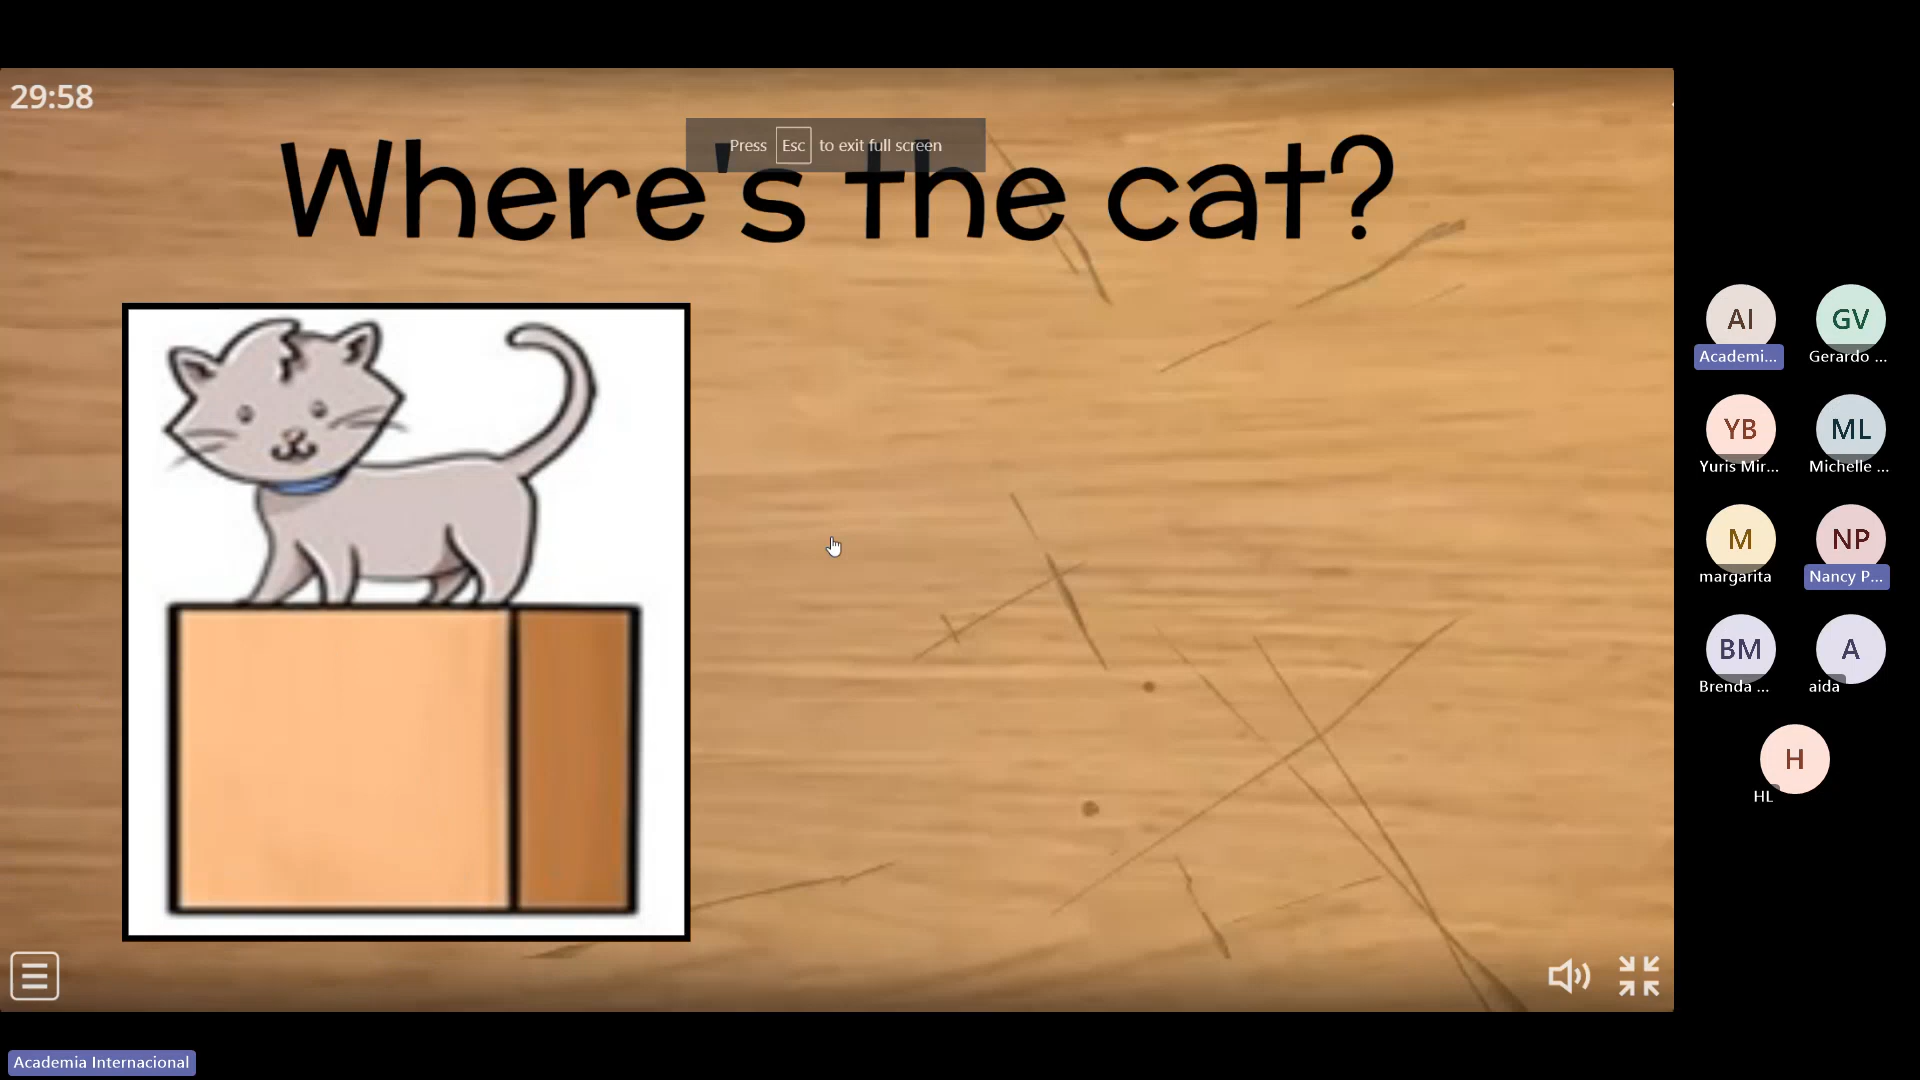 29:58
Press Esc to exit full screen
Where's the cat?
AI
GV
Academi...
Gerardo ...
YB
ML
Yuris Mir...
Michelle ...
M
NP
margarita
Nancy P...
BM
A
Brenda ...
aida
H
HL
Academia Internacional